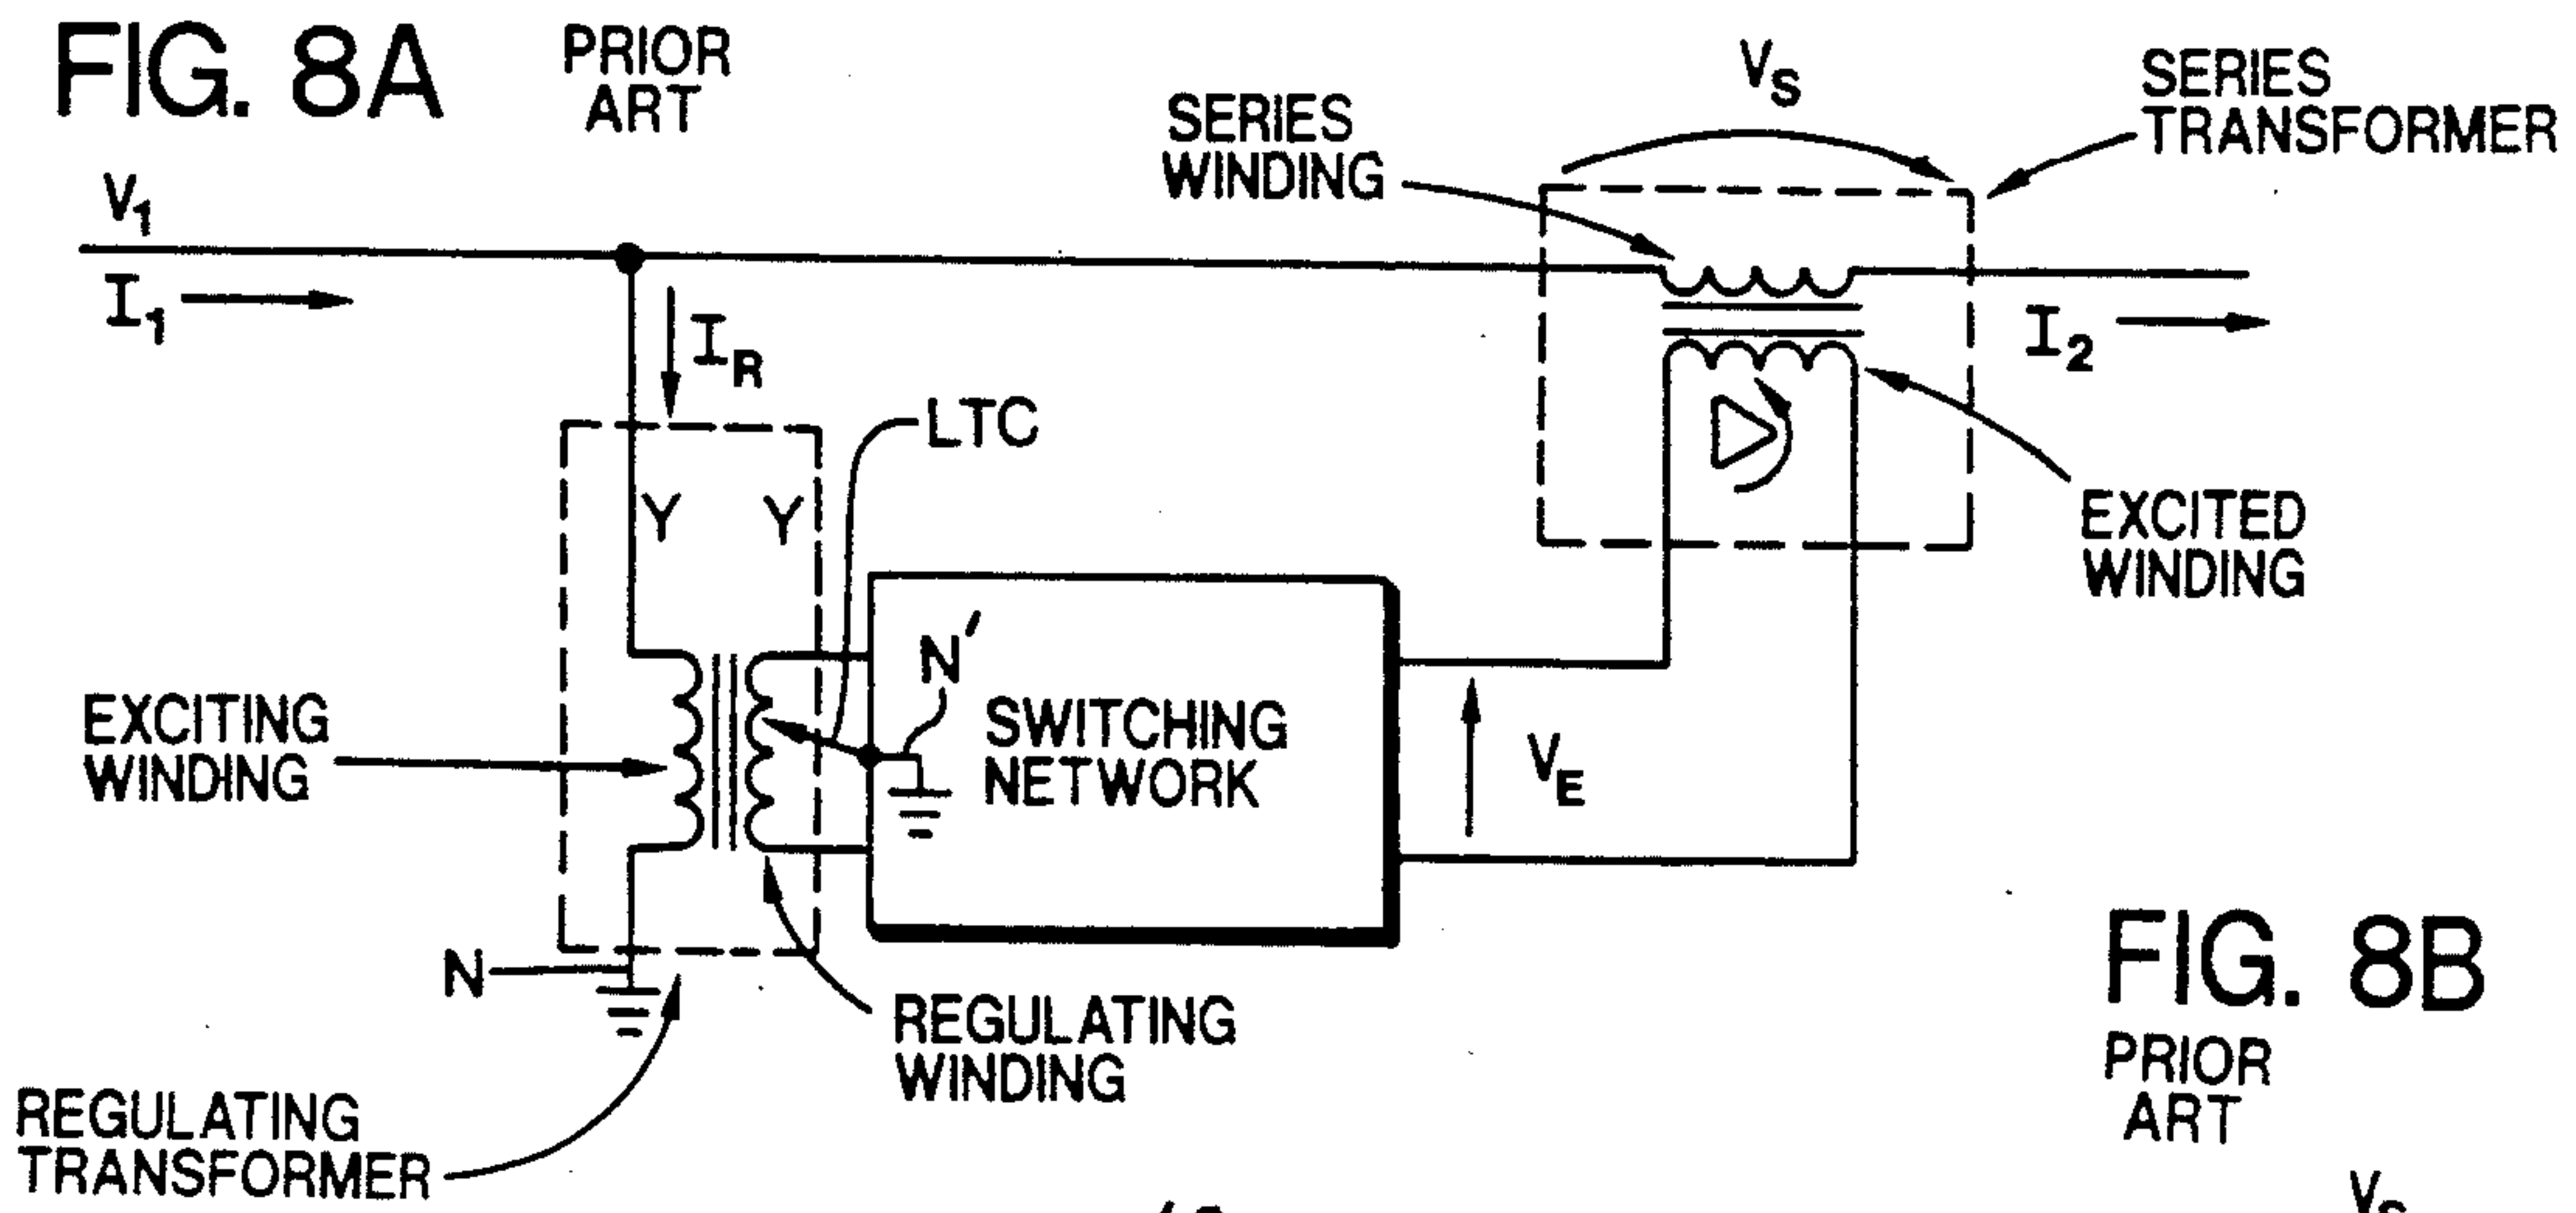 FIG. 8A
PRIOR
ART
V1
I1
IR
LTC
SERIES
WINDING
VS
SERIES
TRANSFORMER
I2
EXCITED
WINDING
Y Y
N'
SWITCHING
NETWORK
VE
EXCITING
WINDING
N
REGULATING
WINDING
REGULATING
TRANSFORMER
FIG. 8B
PRIOR
ART